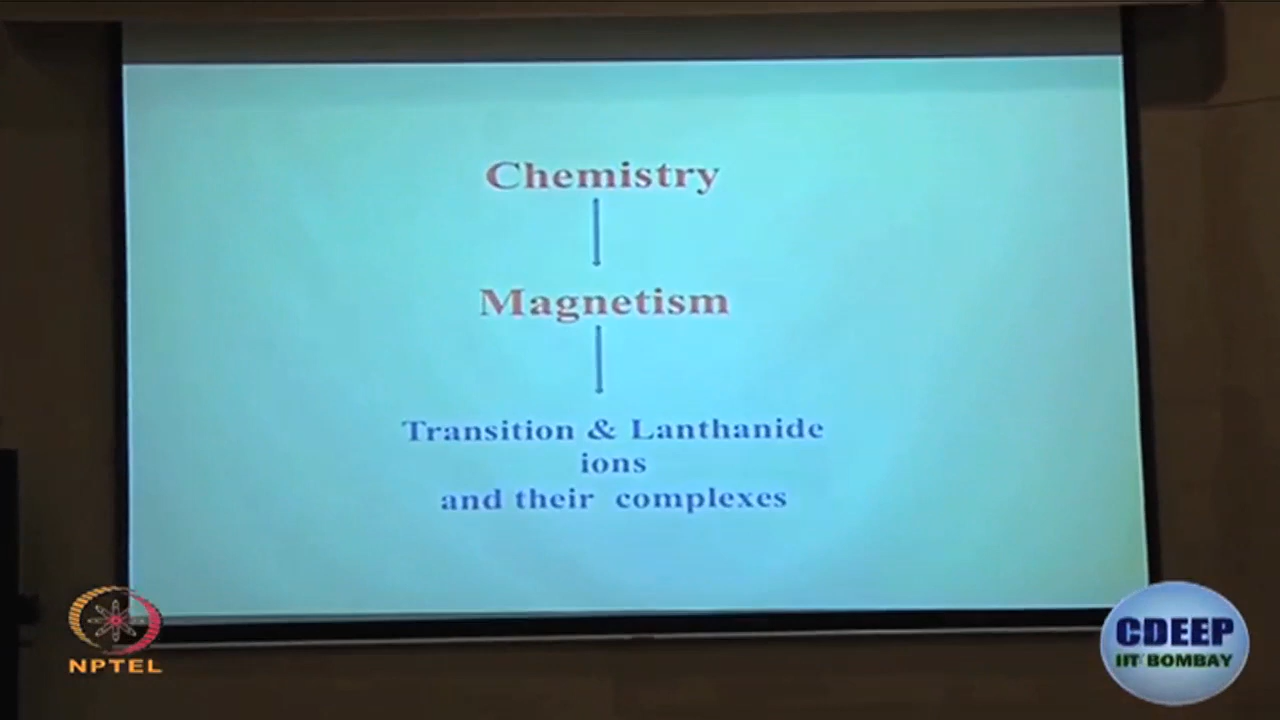 Chemistry
Magnetism
Transition & Lanthanide
ions
and their complexes
NPTEL
CDEEP
IIT BOMBAY